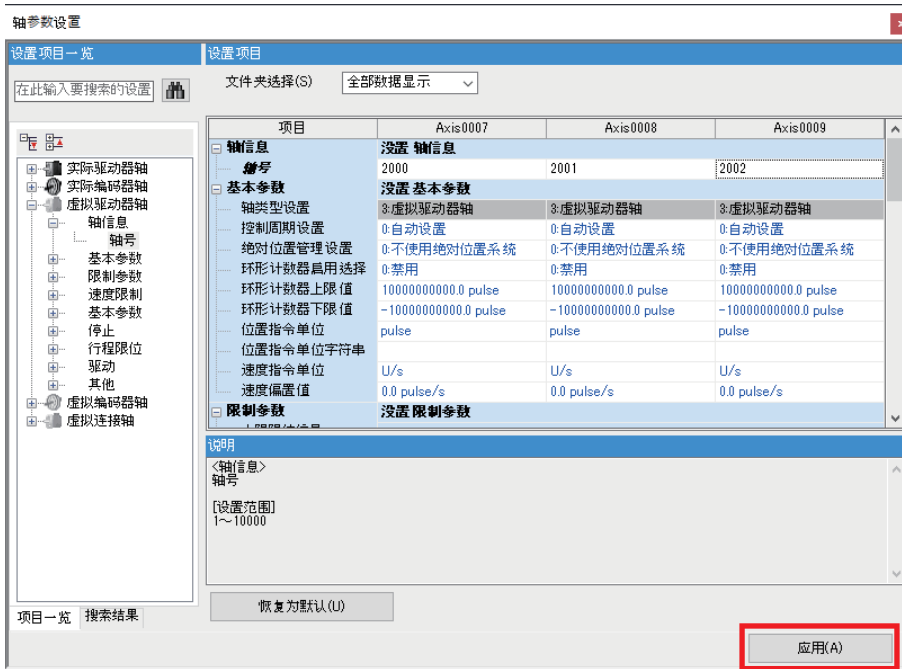 轴参数设置
设置项目一览
在此输入要搜索的设置
实际驱动器轴
实际编码器轴
虚拟驱动器轴
轴信息
轴号
基本参数
限制参数
速度限制
基本参数
停止
行程限位
驱动
其他
虚拟编码器轴
虚拟连接轴
项目一览 搜索结果
设置项目
文件夹选择(S) 全部数据显示
项目 Axis0007 Axis0008 Axis0009
轴信息 没置 轴信息
轴号 2000 2001 2002
基本参数 没置 基本参数
轴类型设置 3:虚拟驱动器轴 3:虚拟驱动器轴 3:虚拟驱动器轴
控制周期设置 0:自动设置 0:自动设置 0:自动设置
绝对位置管理设置 0:不使用绝对位置系统 0:不使用绝对位置系统 0:不使用绝对位置系统
环形计数器启用选择 0:禁用 0:禁用 0:禁用
环形计数器上限值 10000000000.0 pulse 10000000000.0 pulse 10000000000.0 pulse
环形计数器下限值 -10000000000.0 pulse -10000000000.0 pulse -10000000000.0 pulse
位置指令单位 pulse pulse pulse
位置指令单位字符串
速度指令单位 U/s U/s U/s
速度偏置值 0.0 pulse/s 0.0 pulse/s 0.0 pulse/s
限制参数 没置 限制参数
说明
<轴信息>
轴号
[设置范围]
1～10000
恢复为默认(U)
应用(A)